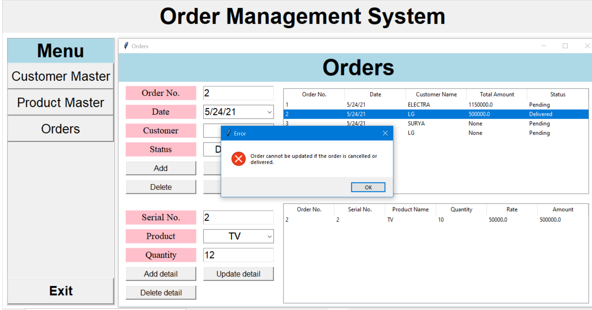 Order Management System
Menu
Customer Master
Product Master
Orders
Exit
Orders
Orders
Order No. 2
Date 5/24/21
Customer
Status D
Add
Delete
Order No. Date Customer Name Total Amount Status
1 5/24/21 ELECTRA 1150000.0 Pending
2 5/24/21 LG 500000.0 Delivered
3 5/24/21 SURYA None Pending
LG None Pending
Error
Order cannot be updated if the order is cancelled or
delivered.
OK
Serial No. 2
Product TV
Quantity 12
Add detail Update detail
Delete detail
Order No. Serial No. Product Name Quantity Rate Amount
2 2 TV 10 50000.0 500000.0